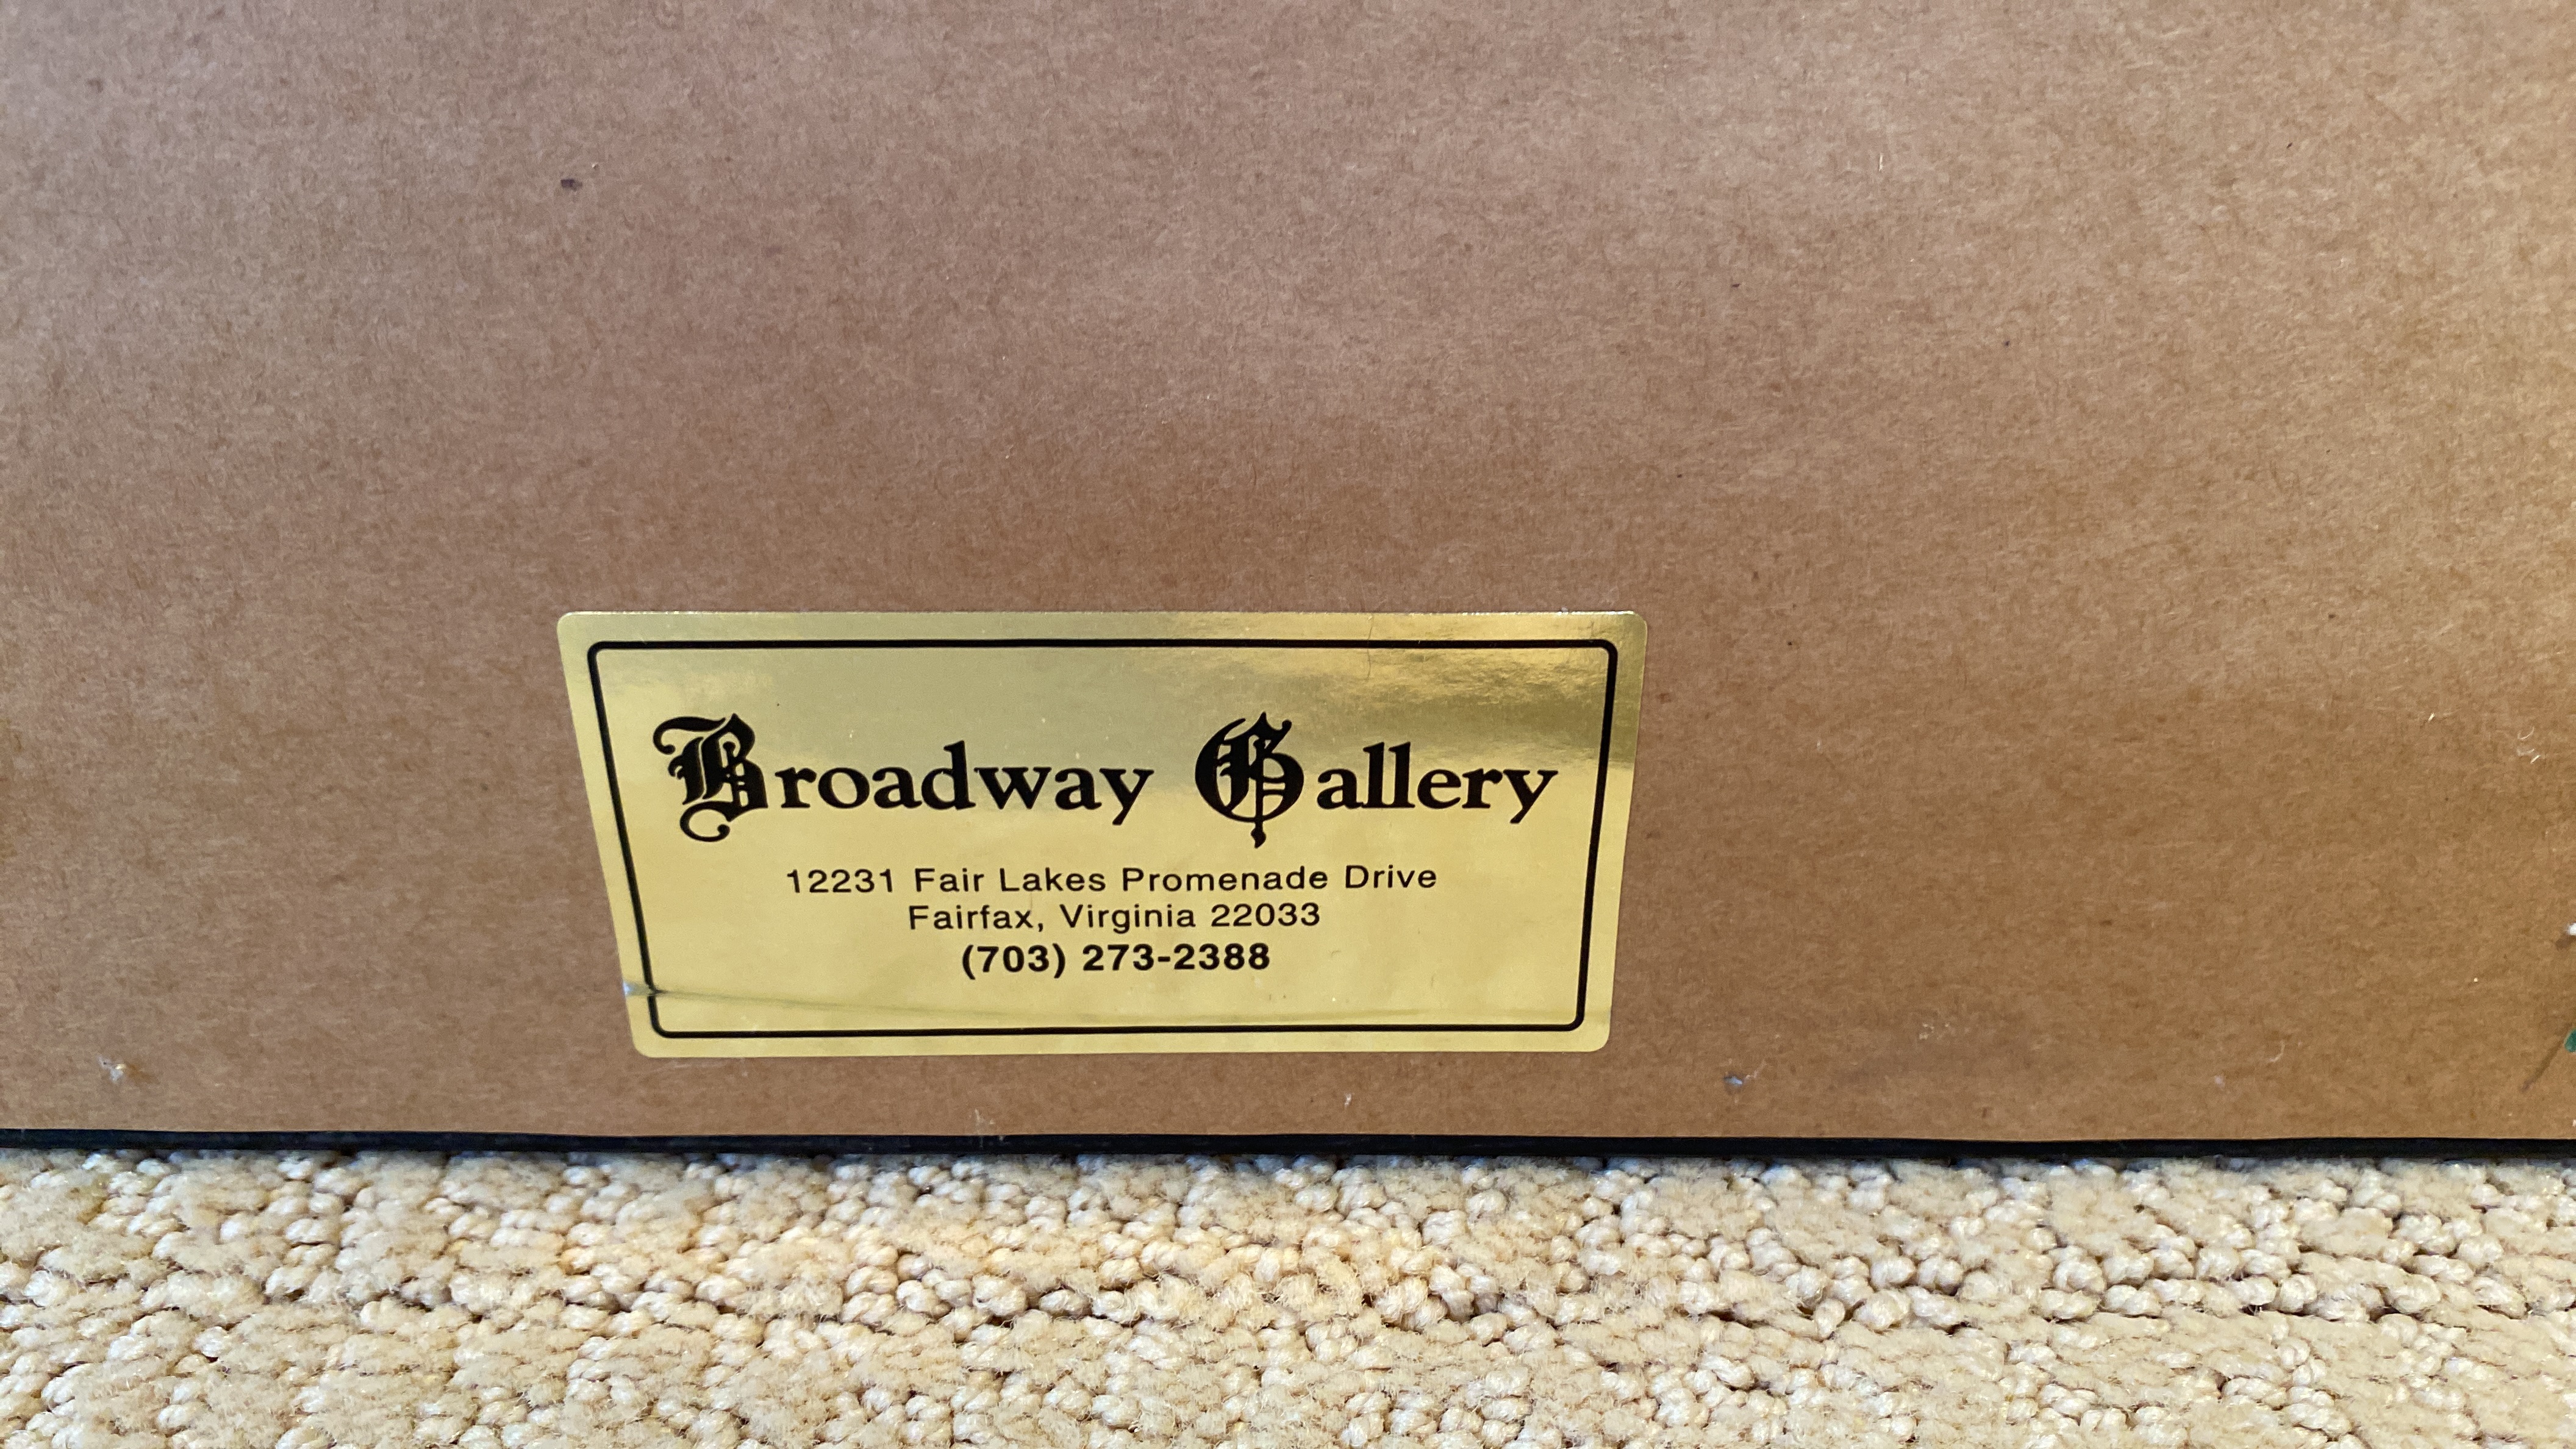 Broadway Gallery
12231 Fair Lakes Promenade Drive
Fairfax, Virginia 22033
(703) 273-2388